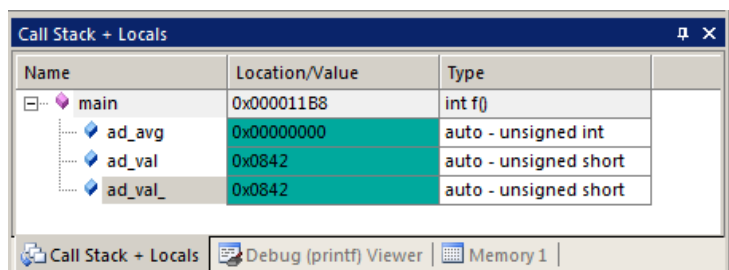 Call Stack + Locals
Name Location/Value Type
main 0x000011B8 int f()
ad_avg 0x00000000 auto - unsigned int
ad_val 0x0842 auto - unsigned short
ad_val_ 0x0842 auto - unsigned short
Call Stack + Locals Debug (printf) Viewer Memory 1